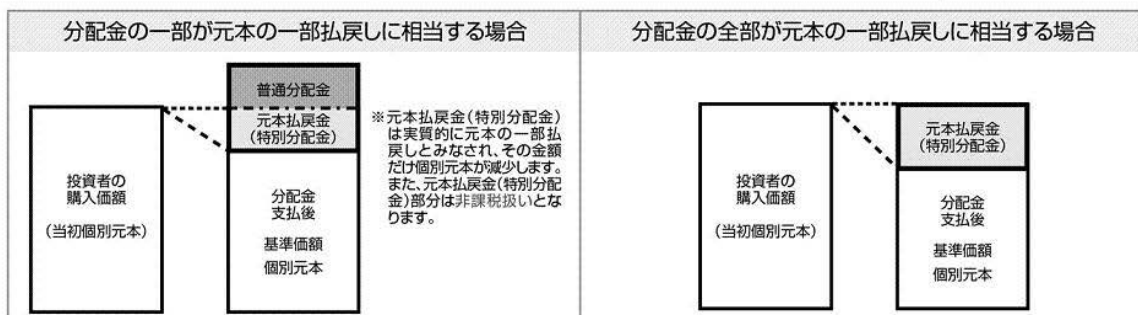 分配金の一部が元本の一部払戻しに相当する場合
普通分配金
元本払戻金
(特別分配金)
投資者の
購入価額
(当初個別元本)
分配金
支払後
基準価額
個別元本
※元本払戻金(特別分配金)
は実質的に元本の一部払
戻しとみなされ、その金額
だけ個別元本が減少します。
また、元本払戻金(特別分配
金)部分は非課税扱いとな
ります。
分配金の全部が元本の一部払戻しに相当する場合
元本払戻金
(特別分配金)
投資者の
購入価額
(当初個別元本)
分配金
支払後
基準価額
個別元本